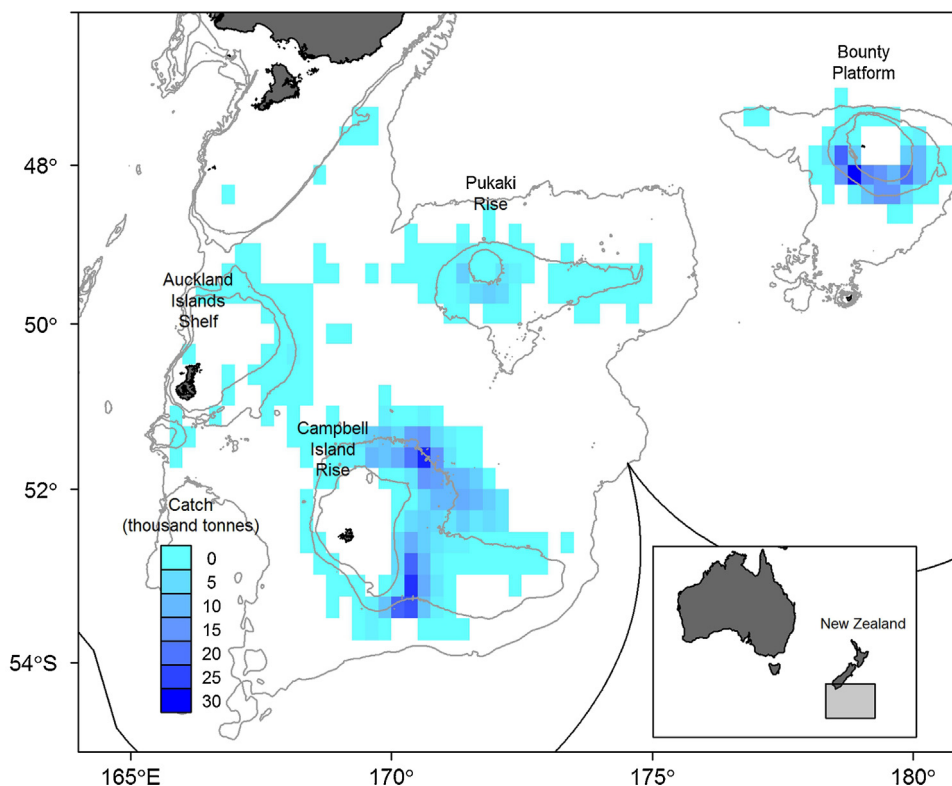 Bounty
Platform
48°
Pukaki
Rise
Auckland
Islands
Shelf
50°
Campbell
Island
Rise
52°
Catch
(thousand tonnes)
0
5
10
15
20
25
30
New Zealand
54°S
165°E
170°
175°
180°